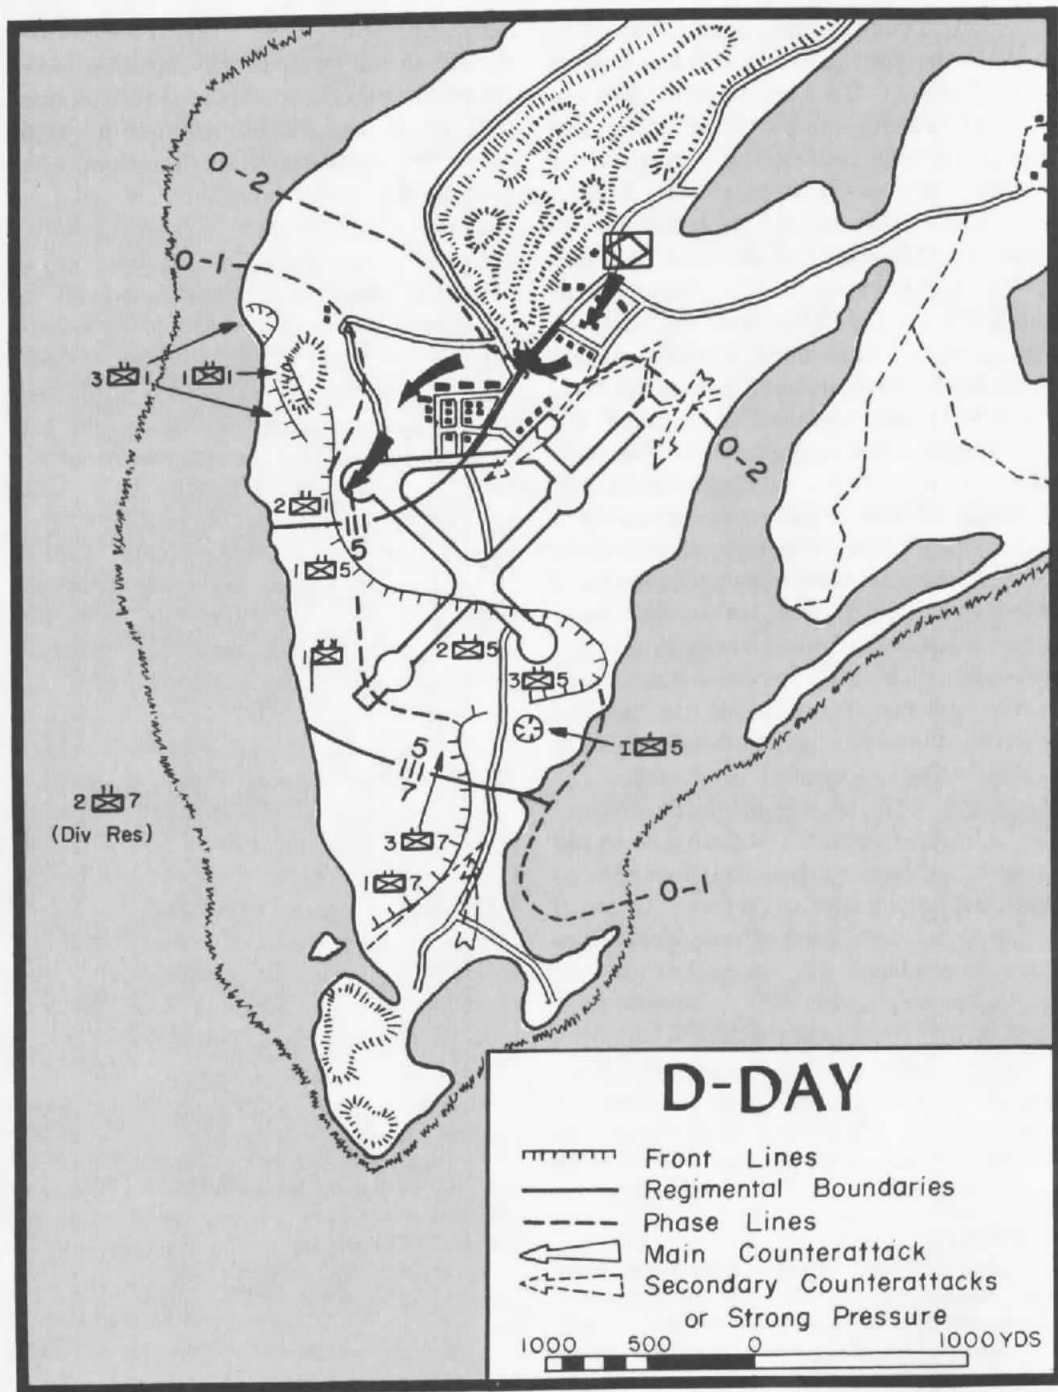 O-2
O-1
3 1
1 1
O-2
2 1
5
1 5
1
2 5
3 5
5
7
I 5
2 7
(Div Res)
3 7
1 7
O-1
D-DAY
Front Lines
Regimental Boundaries
Phase Lines
Main Counterattack
Secondary Counterattacks
or Strong Pressure
1000 500 0 1000 YDS